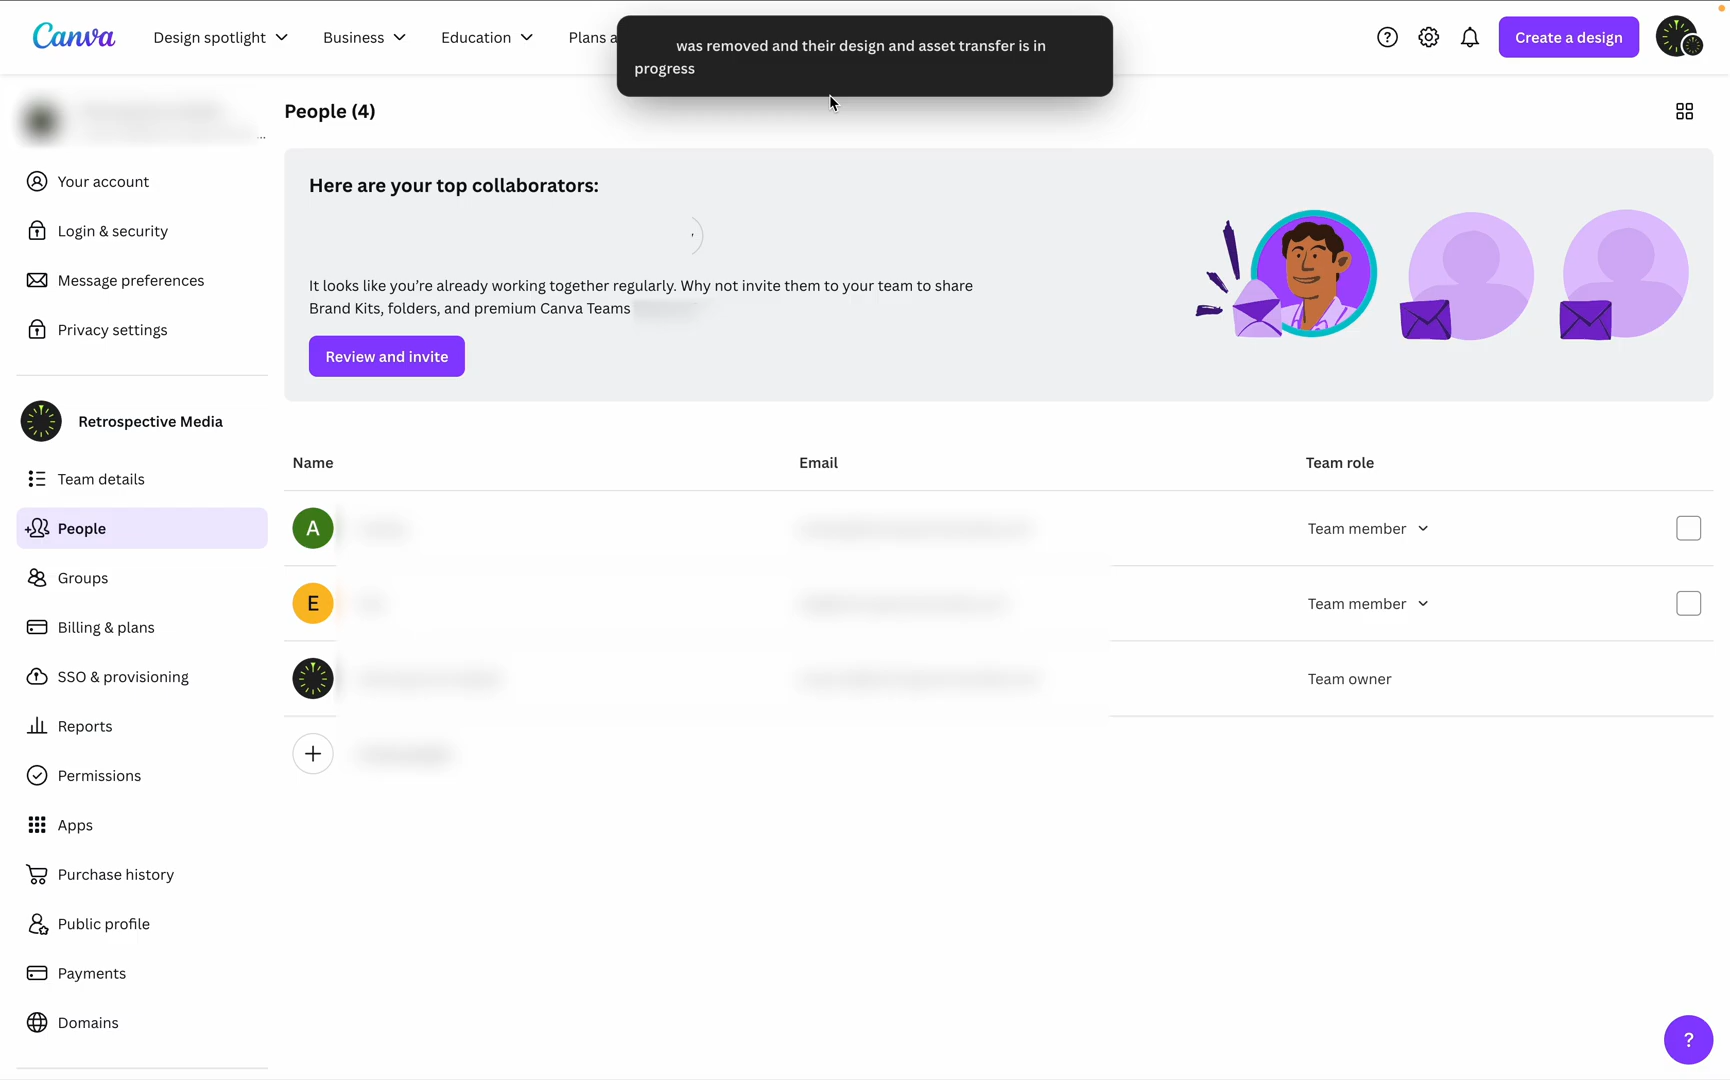 Canva
Design spotlight
Business
Education
Plans a
was removed and their design and asset transfer is in
progress
Create a design
People (4)
Your account
Login & security
Message preferences
Privacy settings
Retrospective Media
Team details
People
Groups
Billing & plans
SSO & provisioning
Reports
Permissions
Apps
Purchase history
Public profile
Payments
Domains
Here are your top collaborators:
It looks like you’re already working together regularly. Why not invite them to your team to share
Brand Kits, folders, and premium Canva Teams
Review and invite
Name Email Team role
A Team member
E Team member
Team owner
?